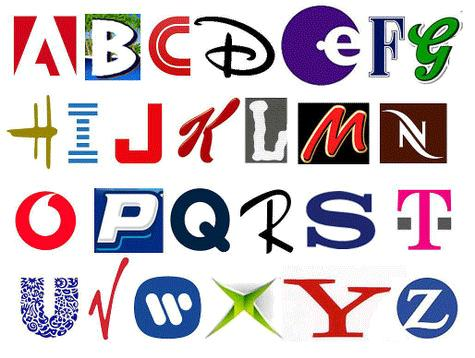 A B C D e F G
H I J K L M N
O P Q R S T
U V W X Y Z